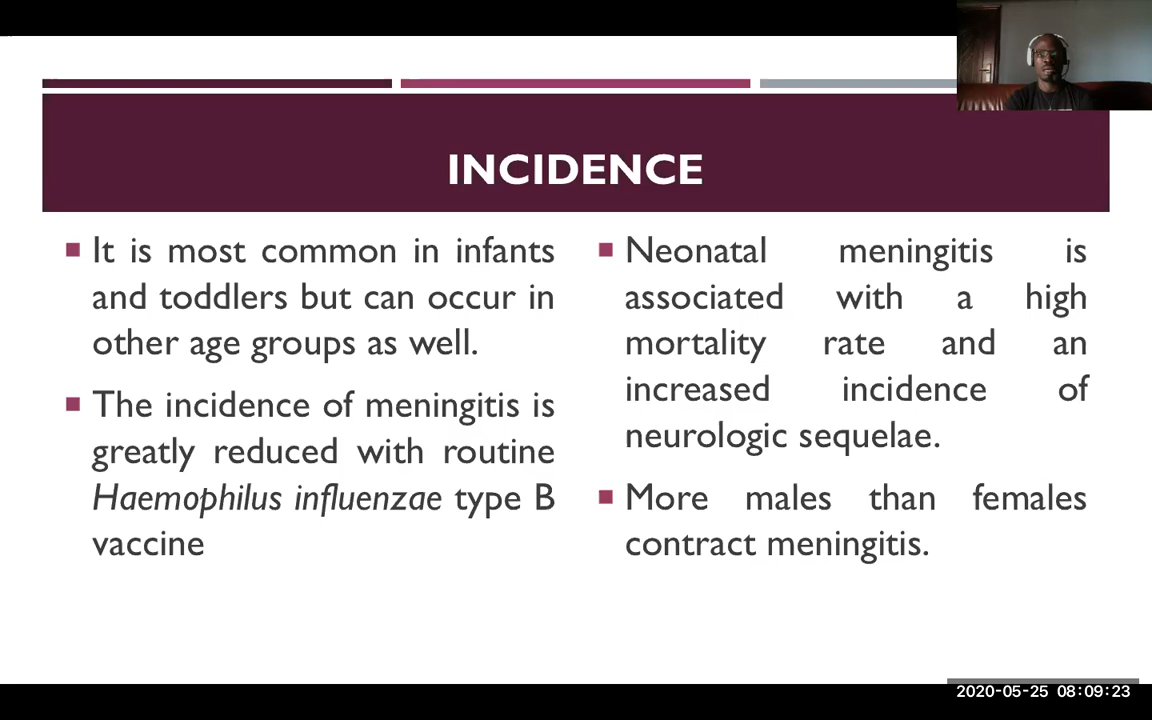 INCIDENCE
It is most common in infants
and toddlers but can occur in
other age groups as well.
The incidence of meningitis is
greatly reduced with routine
Haemophilus influenzae type B
vaccine
Neonatal meningitis is
associated with a high
mortality rate and an
increased incidence of
neurologic sequelae.
More males than females
contract meningitis.
2020-05-25 08:09:23